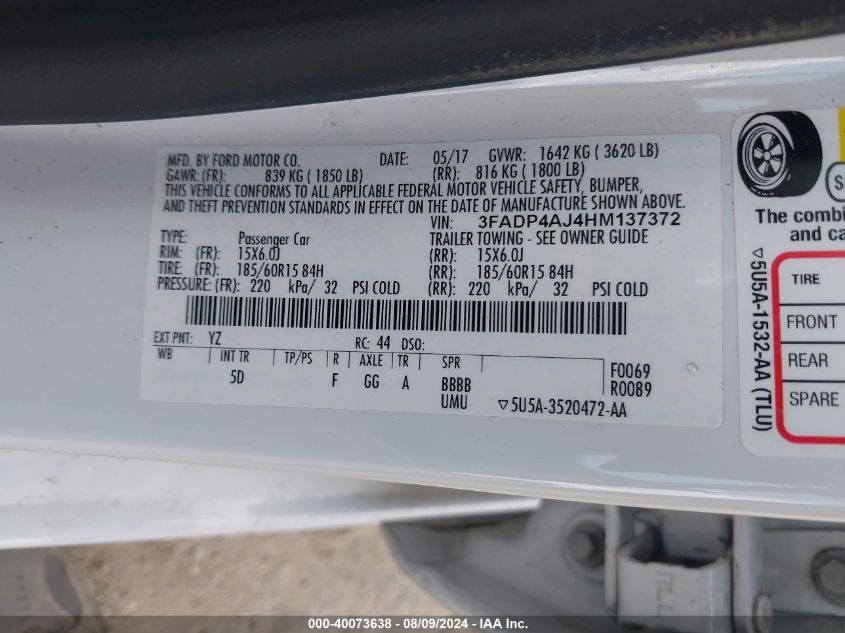 MFD. BY FORD MOTOR CO. DATE: 05/17 GVWR: 1642 KG ( 3620 LB)
GAWR: (FR): 839 KG ( 1850 LB) (RR): 816 KG ( 1800 LB)
THIS VEHICLE CONFORMS TO ALL APPLICABLE FEDERAL MOTOR VEHICLE SAFETY, BUMPER,
AND THEFT PREVENTION STANDARDS IN EFFECT ON THE DATE OF MANUFACTURE SHOWN ABOVE.
VIN: 3FADP4AJ4HM137372
TYPE: Passenger Car TRAILER TOWING - SEE OWNER GUIDE
RIM: (FR): 15X6.0J (RR): 15X6.0J
TIRE: (FR): 185/60R15 84H (RR): 185/60R15 84H
PRESSURE: (FR): 220 kPa/ 32 PSI COLD (RR): 220 kPa/ 32 PSI COLD
EXT PNT: YZ RC: 44 DSO:
WB INT TR TP/PS R AXLE TR SPR F0069
5D F GG A BBBB R0089
UMU ▽5U5A-3520472-AA
The combi
and ca
▽5U5A-1532-AA (TLU)
TIRE
FRONT
REAR
SPARE
000-40073638 - 08/09/2024 - IAAI, Inc.